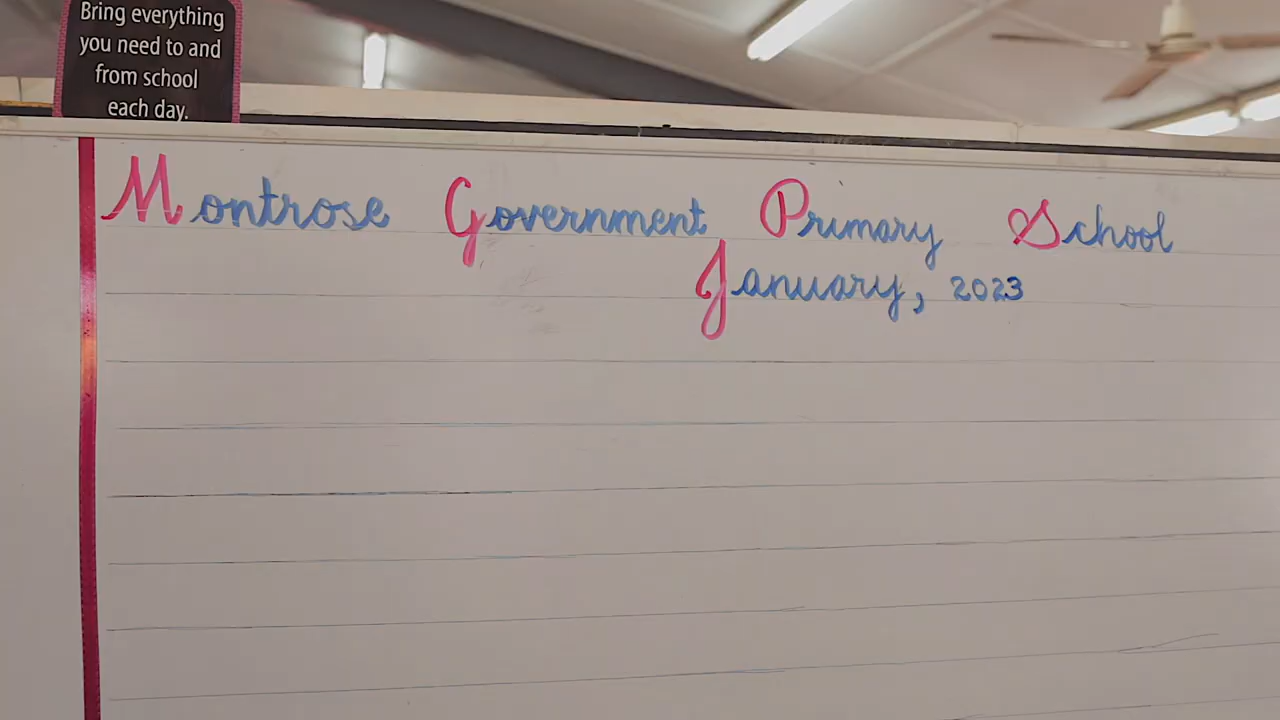 Bring everything
you need to and
from school
each day.
Montrose Government Primary School
January, 2023